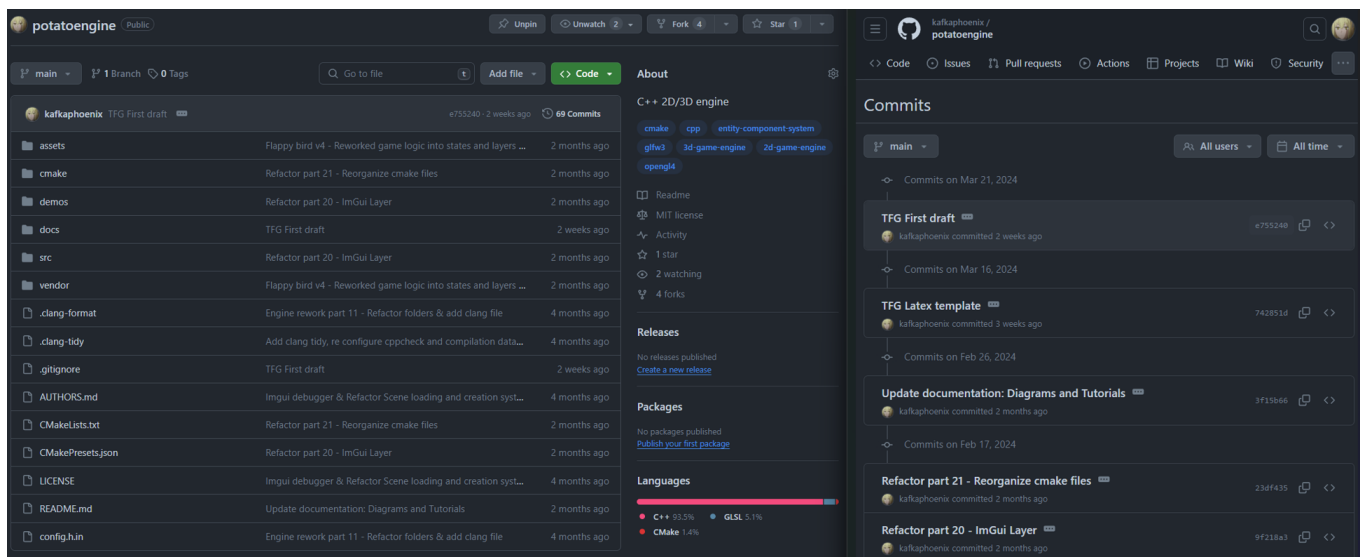 potatoengine Public
Unpin Unwatch 2 Fork 4 Star 1
main 1 Branch 0 Tags Go to file t Add file Code
kafkaphoenix TFG First draft e755240 · 2 weeks ago 69 Commits
assets Flappy bird v4 - Reworked game logic into states and layers ... 2 months ago
cmake Refactor part 21 - Reorganize cmake files 2 months ago
demos Refactor part 20 - ImGui Layer 2 months ago
docs TFG First draft 2 weeks ago
src Refactor part 20 - ImGui Layer 2 months ago
vendor Flappy bird v4 - Reworked game logic into states and layers ... 2 months ago
.clang-format Engine rework part 11 - Refactor folders & add clang file 4 months ago
.clang-tidy Add clang tidy, re configure cppcheck and compilation data... 4 months ago
.gitignore TFG First draft 2 weeks ago
AUTHORS.md Imgui debugger & Refactor Scene loading and creation syst... 4 months ago
CMakeLists.txt Refactor part 21 - Reorganize cmake files 2 months ago
CMakePresets.json Refactor part 20 - ImGui Layer 2 months ago
LICENSE Imgui debugger & Refactor Scene loading and creation syst... 4 months ago
README.md Update documentation: Diagrams and Tutorials 2 months ago
config.h.in Engine rework part 11 - Refactor folders & add clang file 4 months ago
About
C++ 2D/3D engine
cmake cpp entity-component-system
glfw3 3d-game-engine 2d-game-engine
opengl4
Readme
MIT license
Activity
1 star
2 watching
4 forks
Releases
No releases published
Create a new release
Packages
No packages published
Publish your first package
Languages
C++ 93.5% GLSL 5.1%
CMake 1.4%
kafkaphoenix /
potatoengine
Code Issues Pull requests Actions Projects Wiki Security
Commits
main All users All time
Commits on Mar 21, 2024
TFG First draft
kafkaphoenix committed 2 weeks ago e755240
Commits on Mar 16, 2024
TFG Latex template
kafkaphoenix committed 3 weeks ago 742851d
Commits on Feb 26, 2024
Update documentation: Diagrams and Tutorials
kafkaphoenix committed 2 months ago 3f15b66
Commits on Feb 17, 2024
Refactor part 21 - Reorganize cmake files
kafkaphoenix committed 2 months ago 23df435
Refactor part 20 - ImGui Layer
kafkaphoenix committed 2 months ago 9f218a3